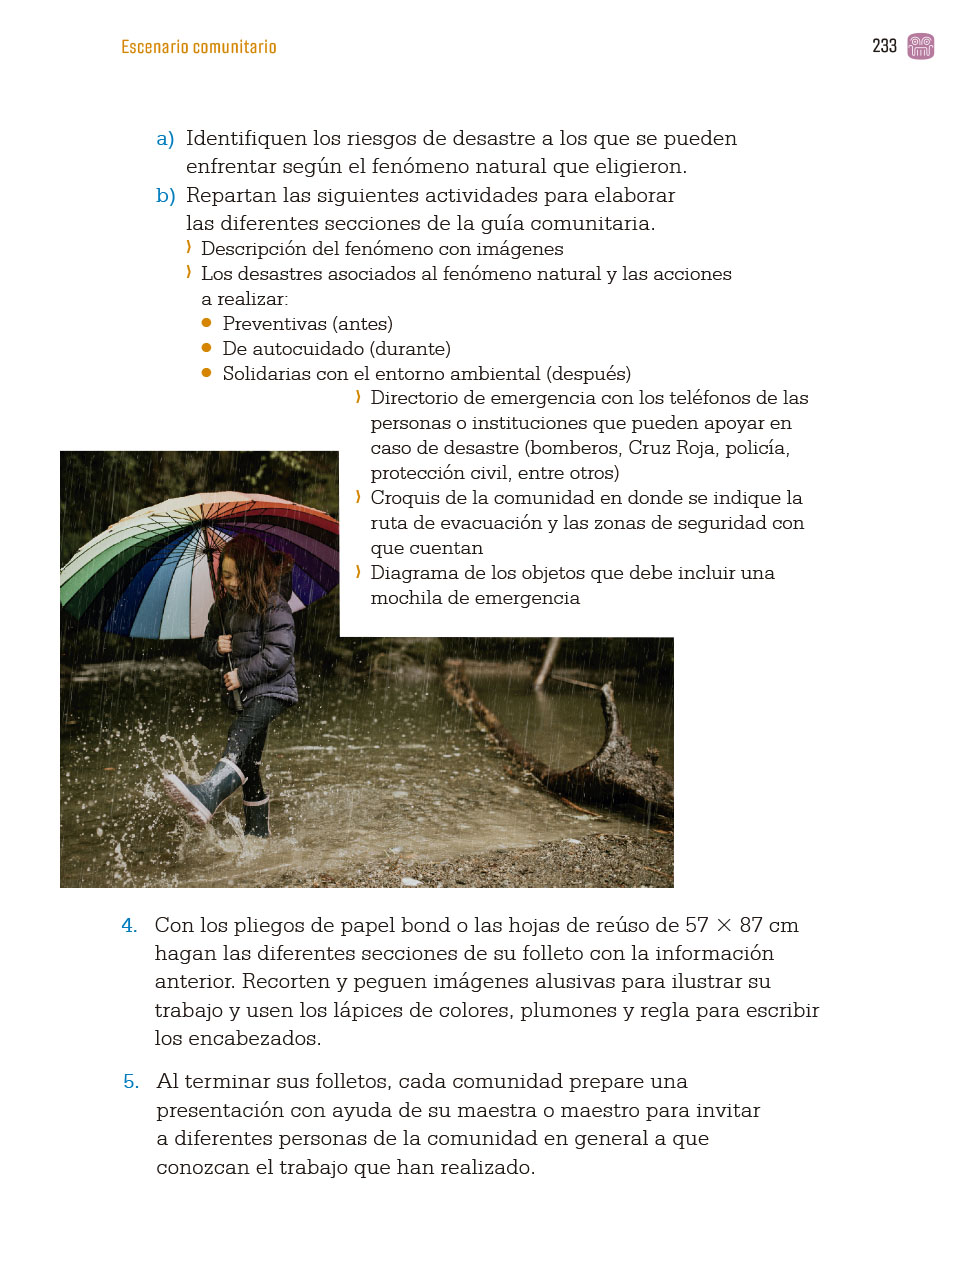 Escenario comunitario
233
a) Identifiquen los riesgos de desastre a los que se pueden
enfrentar según el fenómeno natural que eligieron.
b) Repartan las siguientes actividades para elaborar
las diferentes secciones de la guía comunitaria.
⟩ Descripción del fenómeno con imágenes
⟩ Los desastres asociados al fenómeno natural y las acciones
a realizar:
● Preventivas (antes)
● De autocuidado (durante)
● Solidarias con el entorno ambiental (después)
⟩ Directorio de emergencia con los teléfonos de las
personas o instituciones que pueden apoyar en
caso de desastre (bomberos, Cruz Roja, policía,
protección civil, entre otros)
⟩ Croquis de la comunidad en donde se indique la
ruta de evacuación y las zonas de seguridad con
que cuentan
⟩ Diagrama de los objetos que debe incluir una
mochila de emergencia
4. Con los pliegos de papel bond o las hojas de reúso de 57 × 87 cm
hagan las diferentes secciones de su folleto con la información
anterior. Recorten y peguen imágenes alusivas para ilustrar su
trabajo y usen los lápices de colores, plumones y regla para escribir
los encabezados.
5. Al terminar sus folletos, cada comunidad prepare una
presentación con ayuda de su maestra o maestro para invitar
a diferentes personas de la comunidad en general a que
conozcan el trabajo que han realizado.